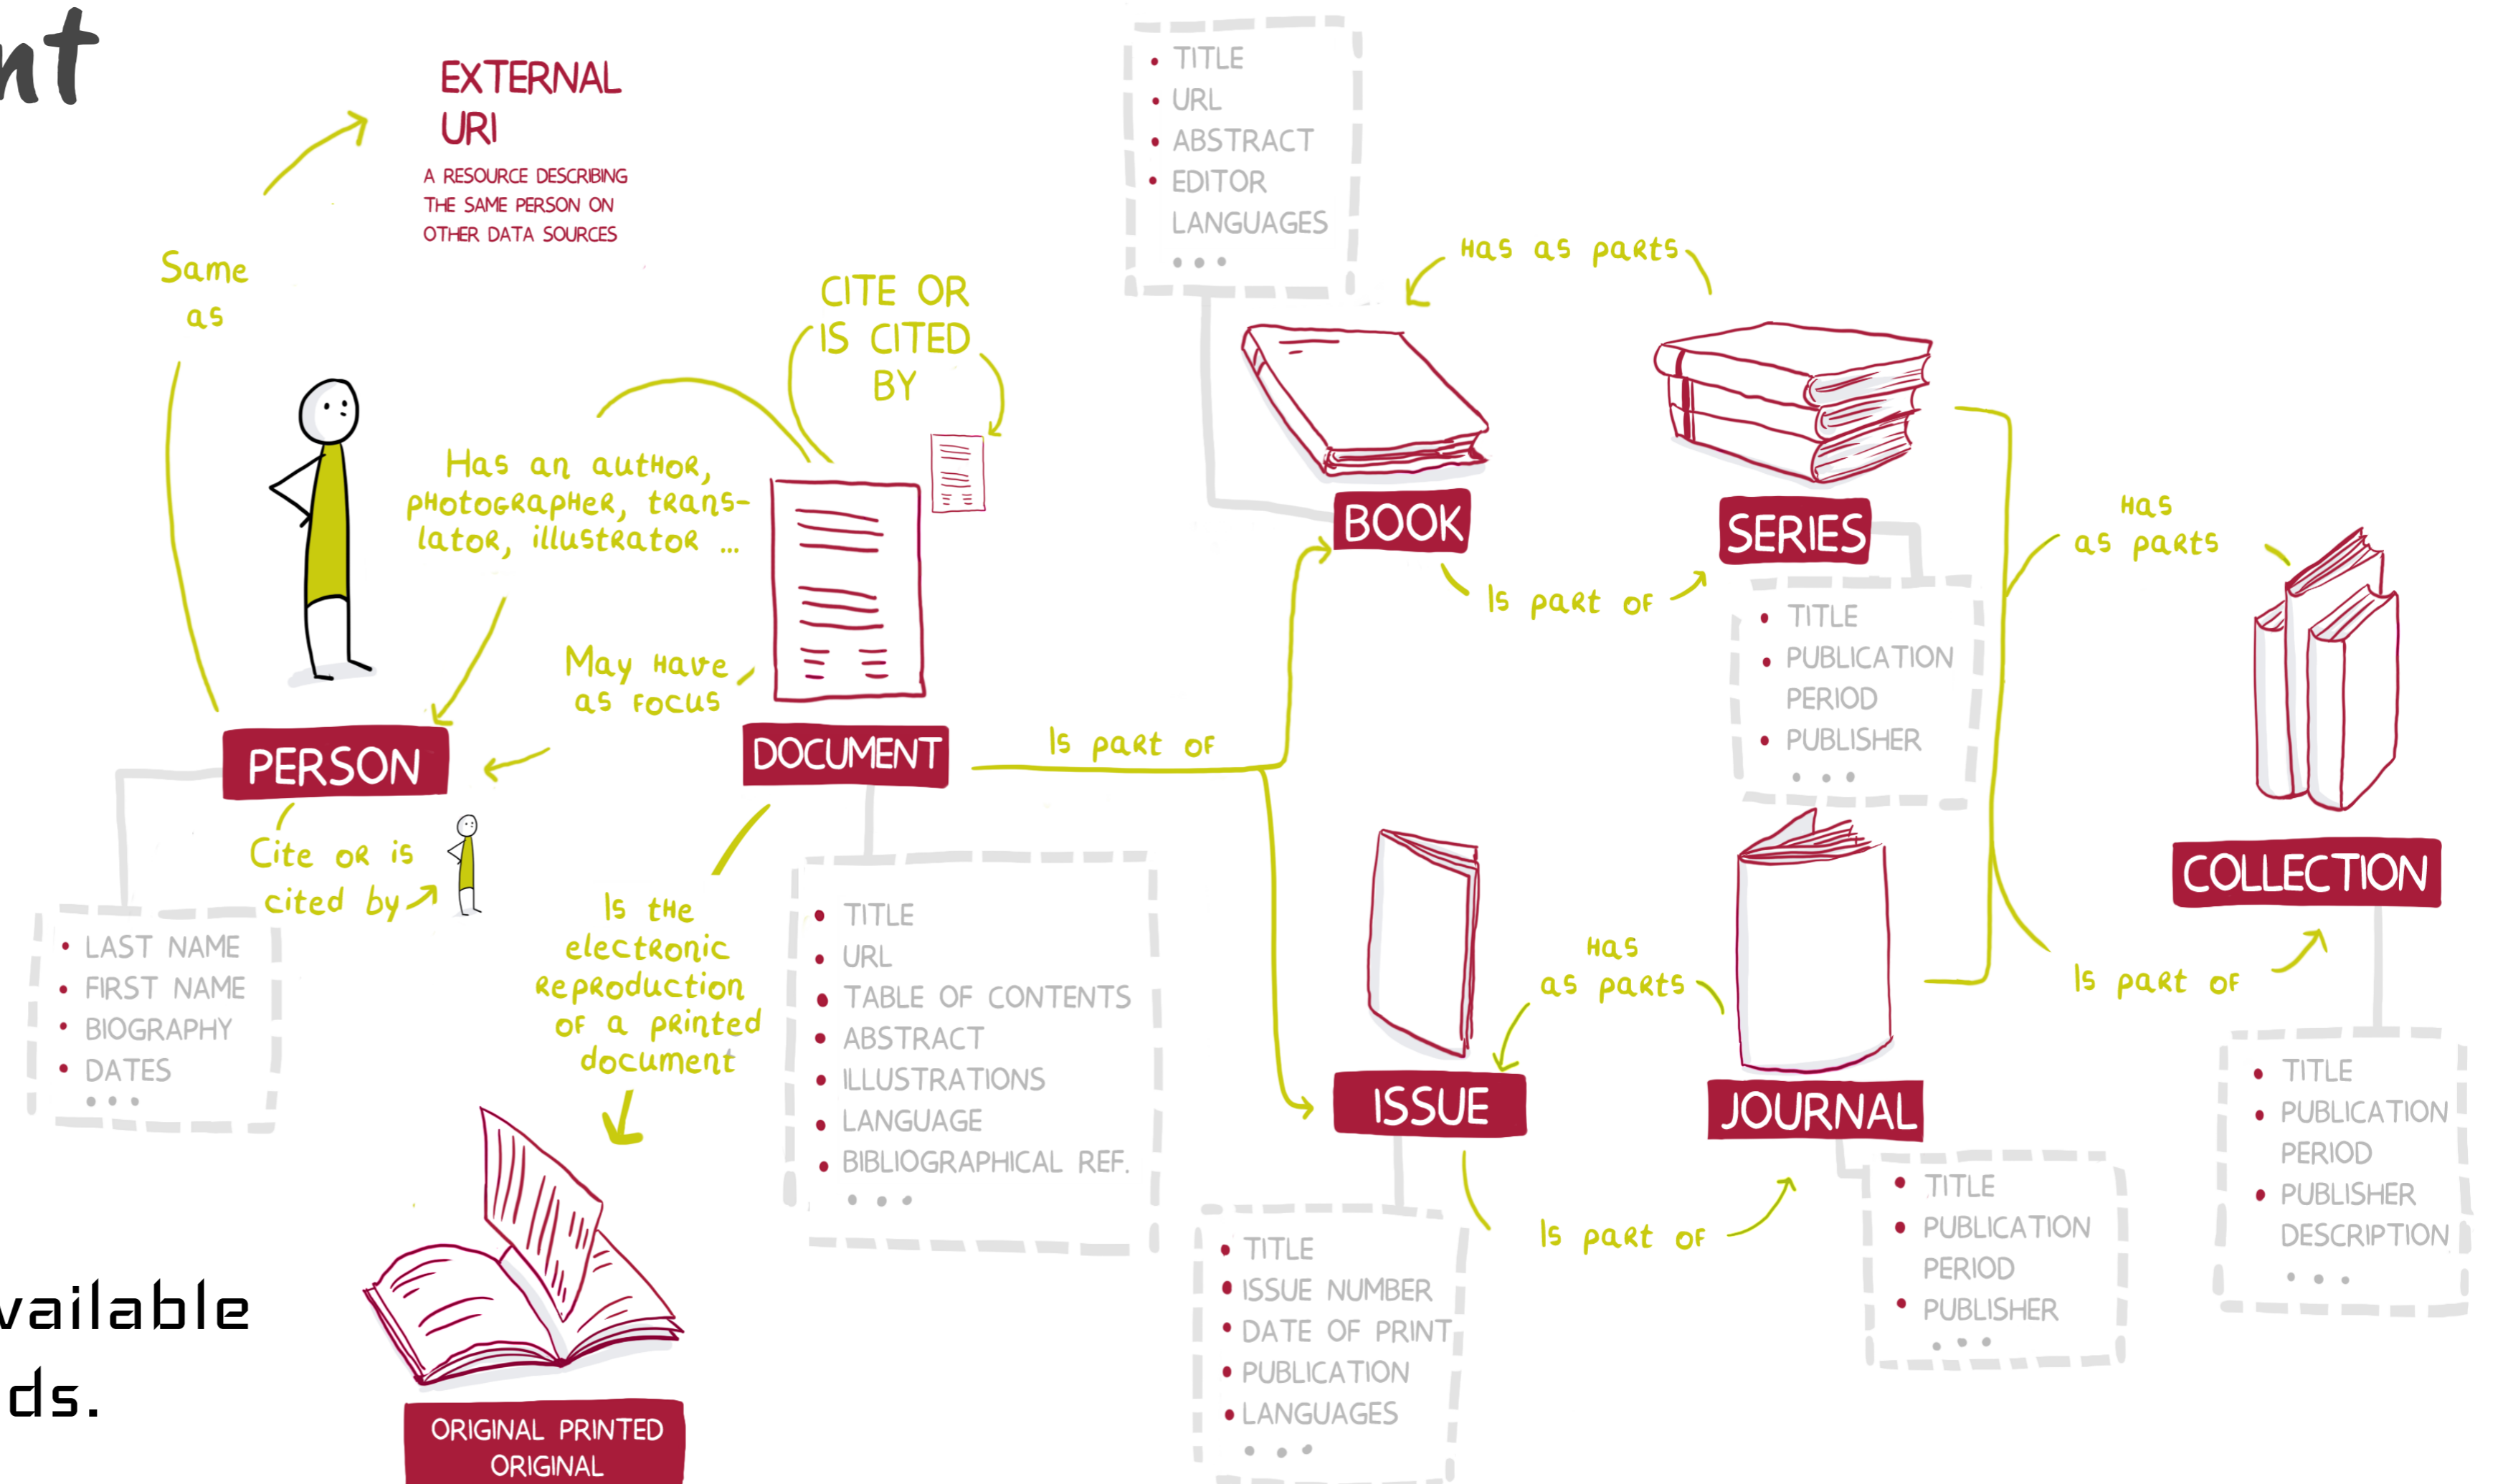 nt
EXTERNAL
URI
A RESOURCE DESCRIBING
THE SAME PERSON ON
OTHER DATA SOURCES
Same
as
CITE OR
IS CITED
BY
Has an author,
photographer, trans-
lator, illustrator ...
May have
as focus
PERSON
Cite or is
cited by
LAST NAME
FIRST NAME
BIOGRAPHY
DATES
...
DOCUMENT
Is part of
Is the
electronic
reproduction
of a printed
document
TITLE
URL
TABLE OF CONTENTS
ABSTRACT
ILLUSTRATIONS
LANGUAGE
BIBLIOGRAPHICAL REF.
...
vailable
ds.
ORIGINAL PRINTED
ORIGINAL
TITLE
URL
ABSTRACT
EDITOR
LANGUAGES
...
Has as parts
BOOK
SERIES
Is part of
TITLE
PUBLICATION
PERIOD
PUBLISHER
...
Has
as parts
COLLECTION
Is part of
TITLE
PUBLICATION
PERIOD
PUBLISHER
DESCRIPTION
...
Has
as parts
ISSUE
JOURNAL
Is part of
TITLE
ISSUE NUMBER
DATE OF PRINT
PUBLICATION
LANGUAGES
...
TITLE
PUBLICATION
PERIOD
PUBLISHER
...